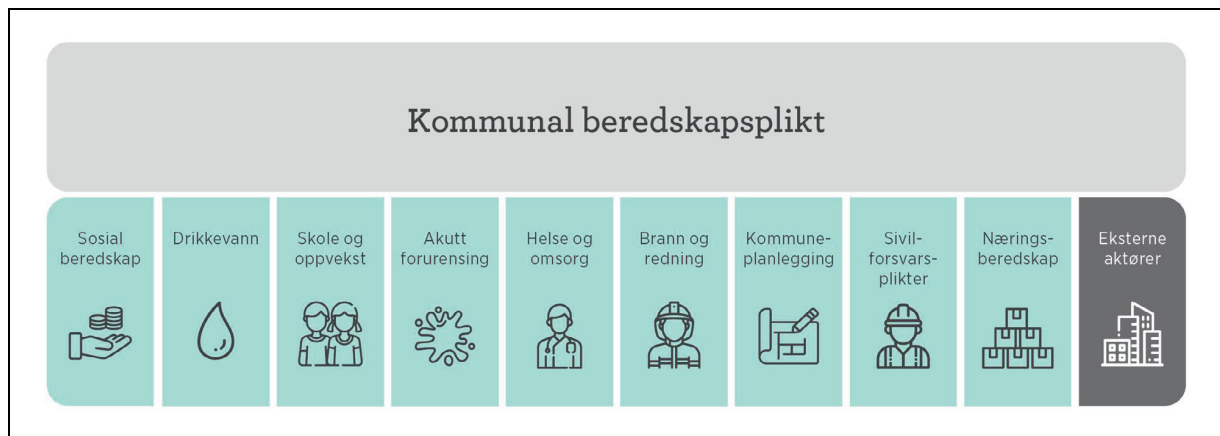 Kommunal beredskapsplikt
Sosial
beredskap
Drikkevann
Skole og
oppvekst
Akutt
forurensing
Helse og
omsorg
Brann og
redning
Kommune-
planlegging
Sivil-
forsvars-
plikter
Nærings-
beredskap
Eksterne
aktører